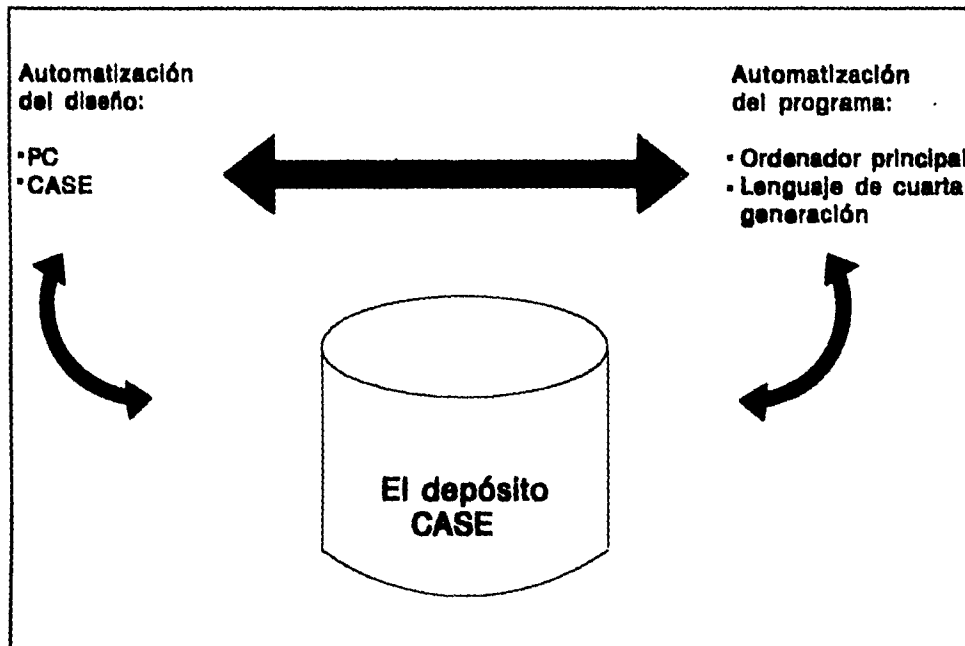 Automatización
del diseño:
▪PC
▪CASE
Automatización
del programa:
▪ Ordenador principal
▪ Lenguaje de cuarta
generación
El depósito
CASE